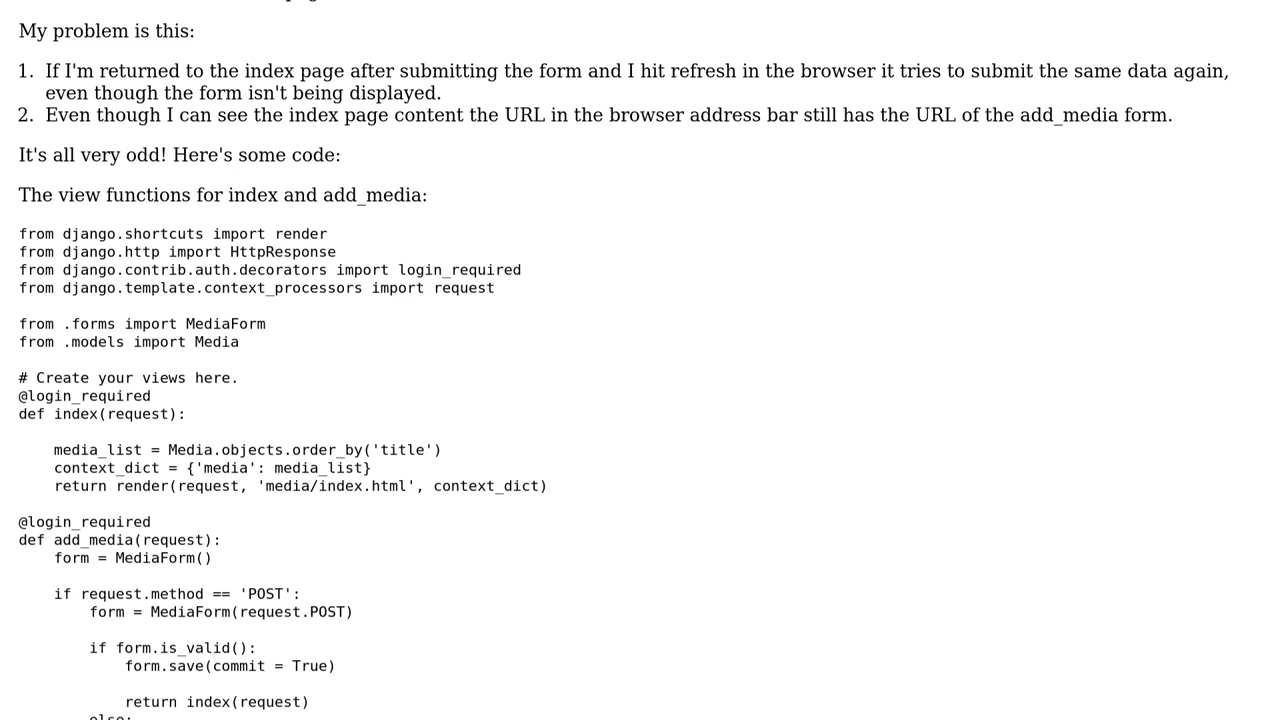 My problem is this:
1. If I'm returned to the index page after submitting the form and I hit refresh in the browser it tries to submit the same data again,
even though the form isn't being displayed.
2. Even though I can see the index page content the URL in the browser address bar still has the URL of the add_media form.
It's all very odd! Here's some code:
The view functions for index and add_media:
from django.shortcuts import render
from django.http import HttpResponse
from django.contrib.auth.decorators import login_required
from django.template.context_processors import request
from .forms import MediaForm
from .models import Media
# Create your views here.
@login_required
def index(request):
    media_list = Media.objects.order_by('title')
    context_dict = {'media': media_list}
    return render(request, 'media/index.html', context_dict)
@login_required
def add_media(request):
    form = MediaForm()
    if request.method == 'POST':
        form = MediaForm(request.POST)
        if form.is_valid():
            form.save(commit = True)
            return index(request)
        else: